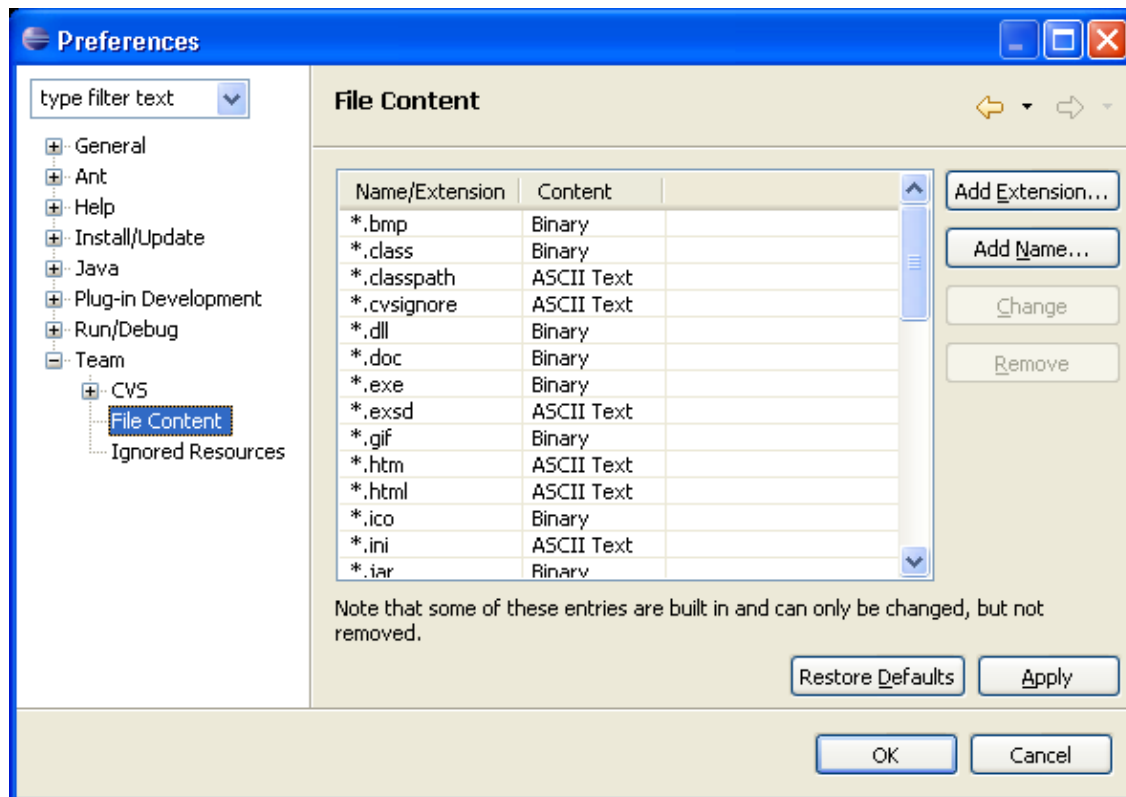 Preferences
type filter text
General
Ant
Help
Install/Update
Java
Plug-in Development
Run/Debug
Team
CVS
File Content
Ignored Resources
File Content
Name/Extension Content
*.bmp Binary
*.class Binary
*.classpath ASCII Text
*.cvsignore ASCII Text
*.dll Binary
*.doc Binary
*.exe Binary
*.exsd ASCII Text
*.gif Binary
*.htm ASCII Text
*.html ASCII Text
*.ico Binary
*.ini ASCII Text
*.jar Binary
Add Extension...
Add Name...
Change
Remove
Note that some of these entries are built in and can only be changed, but not
removed.
Restore Defaults Apply
OK Cancel